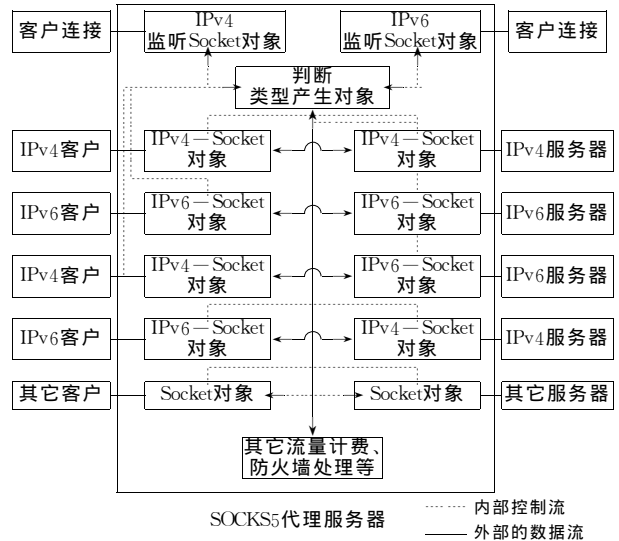 客户连接
IPv4
监听Socket对象
IPv6
监听Socket对象
客户连接
判断
类型产生对象
IPv4客户
IPv4－Socket
对象
IPv4－Socket
对象
IPv4服务器
IPv6客户
IPv6－Socket
对象
IPv6－Socket
对象
IPv6服务器
IPv4客户
IPv4－Socket
对象
IPv6－Socket
对象
IPv6服务器
IPv6客户
IPv6－Socket
对象
IPv4－Socket
对象
IPv4服务器
其它客户
Socket对象
Socket对象
其它服务器
其它流量计费、
防火墙处理等
SOCKS5代理服务器
内部控制流
外部的数据流